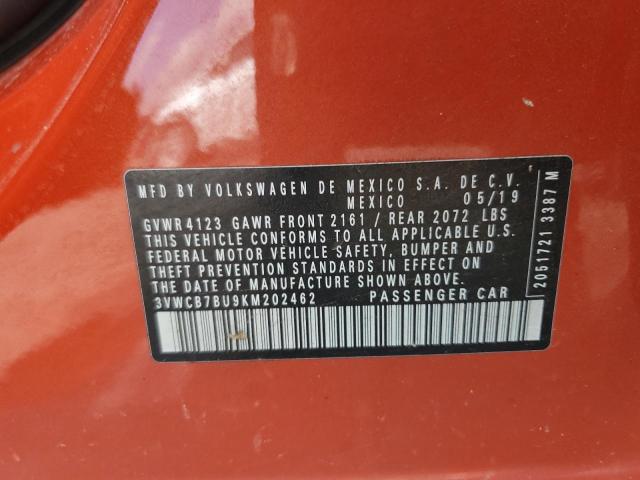 MFD BY VOLKSWAGEN DE MEXICO S.A. DE C.V.
MEXICO 05/19
GVWR 4123 GAWR FRONT 2161 / REAR 2072 LBS
THIS VEHICLE CONFORMS TO ALL APPLICABLE U.S.
FEDERAL MOTOR VEHICLE SAFETY, BUMPER AND
THEFT PREVENTION STANDARDS IN EFFECT ON
THE DATE OF MANUFACTURE SHOWN ABOVE
3VWCB7BU9KM202462 PASSENGER CAR
20517213387 M